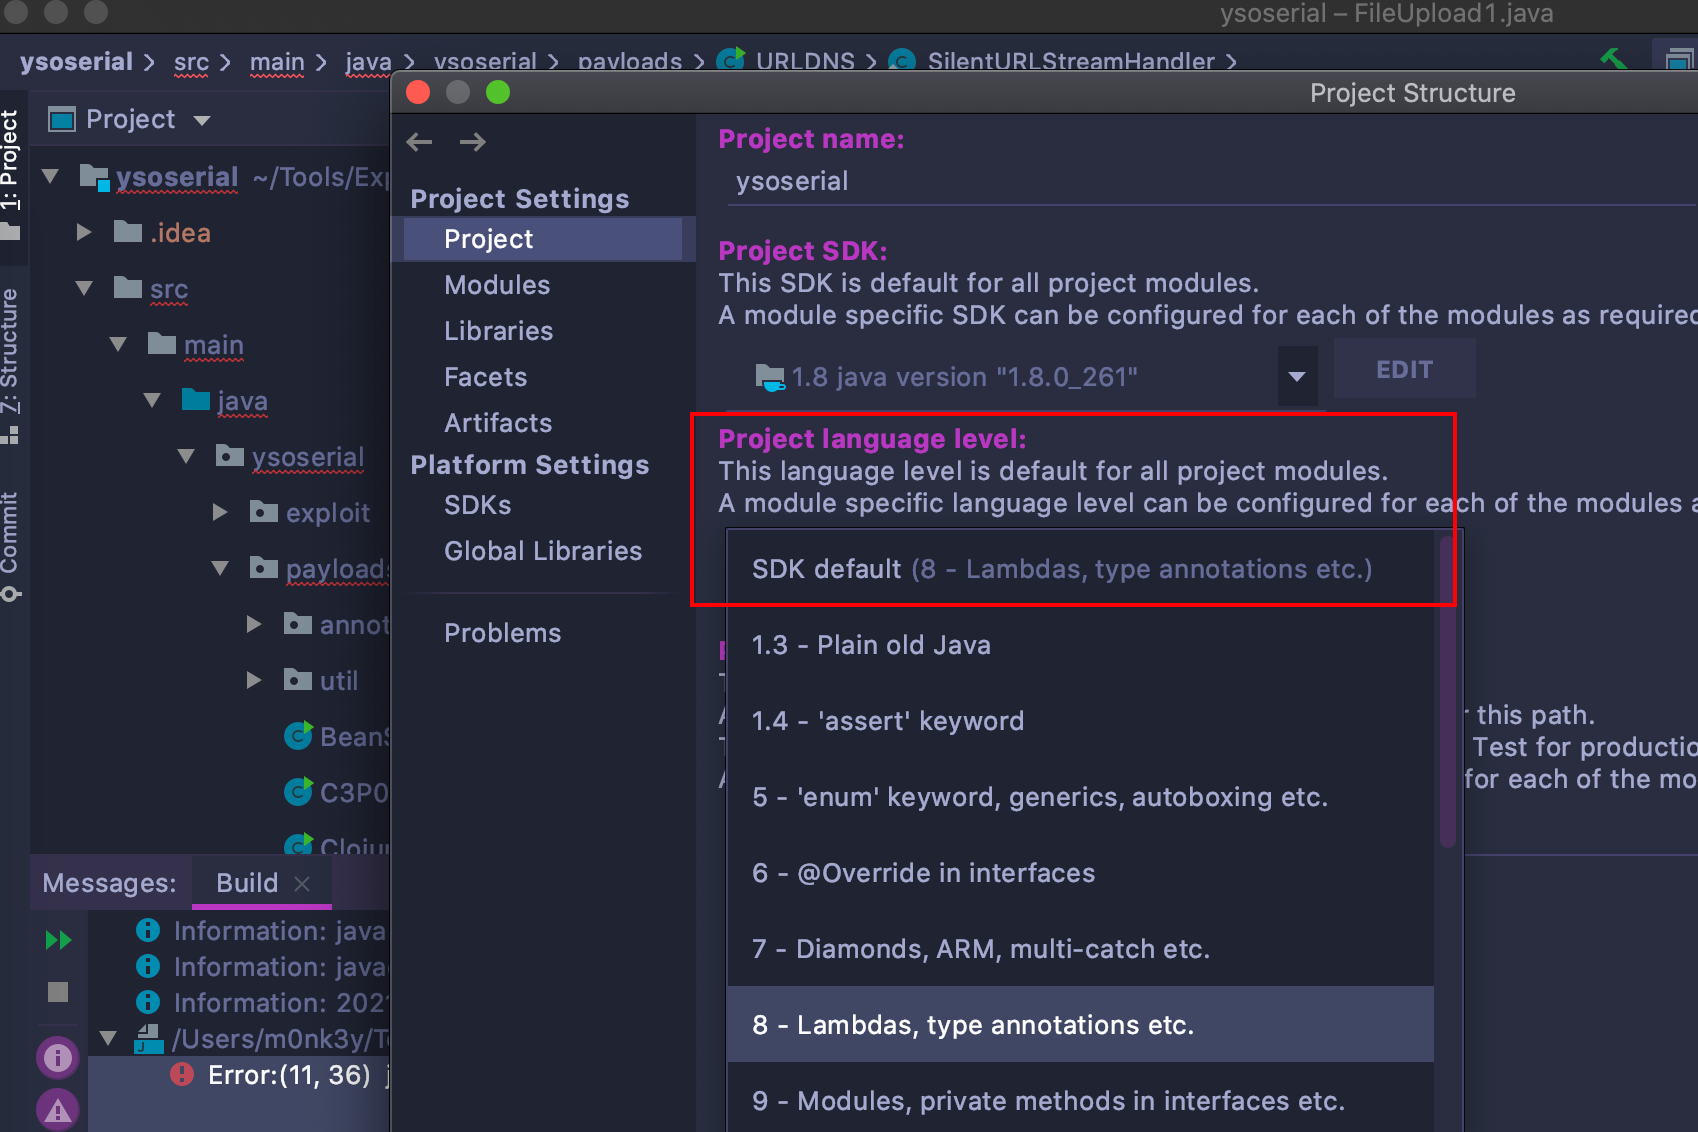 ysoserial – FileUpload1.java
ysoserial src main java ysoserial payloads URLDNS SilentURLStreamHandler
Project Structure
1: Project
7: Structure
Commit
Project
ysoserial ~/Tools/Exp
.idea
src
main
java
ysoserial
exploit
payloads
annot
util
BeanS
C3P0
Cloju
Messages: Build
Information: java
Information: java
Information: 2021
/Users/m0nk3y/T
Error:(11, 36) j
Project Settings
Project
Modules
Libraries
Facets
Artifacts
Platform Settings
SDKs
Global Libraries
Problems
Project name:
ysoserial
Project SDK:
This SDK is default for all project modules.
A module specific SDK can be configured for each of the modules as required
1.8 java version "1.8.0_261"
EDIT
Project language level:
This language level is default for all project modules.
A module specific language level can be configured for each of the modules a
SDK default (8 - Lambdas, type annotations etc.)
1.3 - Plain old Java
1.4 - 'assert' keyword
5 - 'enum' keyword, generics, autoboxing etc.
6 - @Override in interfaces
7 - Diamonds, ARM, multi-catch etc.
8 - Lambdas, type annotations etc.
9 - Modules, private methods in interfaces etc.
this path.
Test for productio
for each of the mo